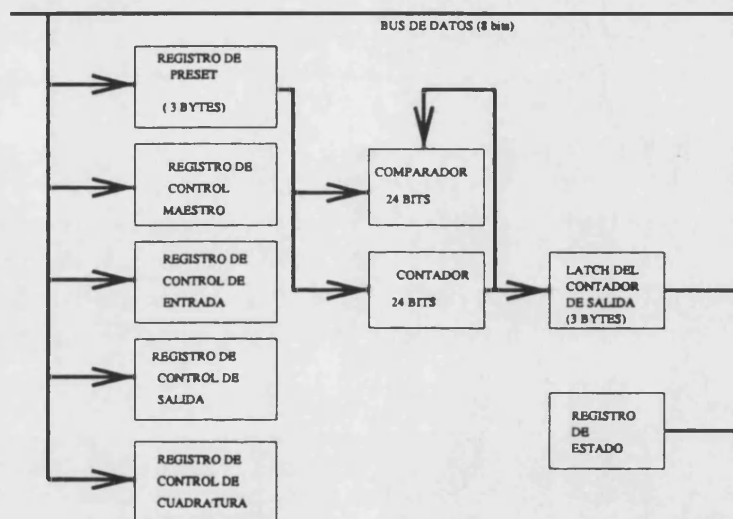 BUS DE DATOS (8 bits)
REGISTRO DE
PRESET
(3 BYTES)
REGISTRO DE
CONTROL
MAESTRO
REGISTRO DE
CONTROL DE
ENTRADA
REGISTRO DE
CONTROL DE
SALIDA
REGISTRO DE
CONTROL DE
CUADRATURA
COMPARADOR
24 BITS
CONTADOR
24 BITS
LATCH DEL
CONTADOR
DE SALIDA
(3 BYTES)
REGISTRO
DE
ESTADO